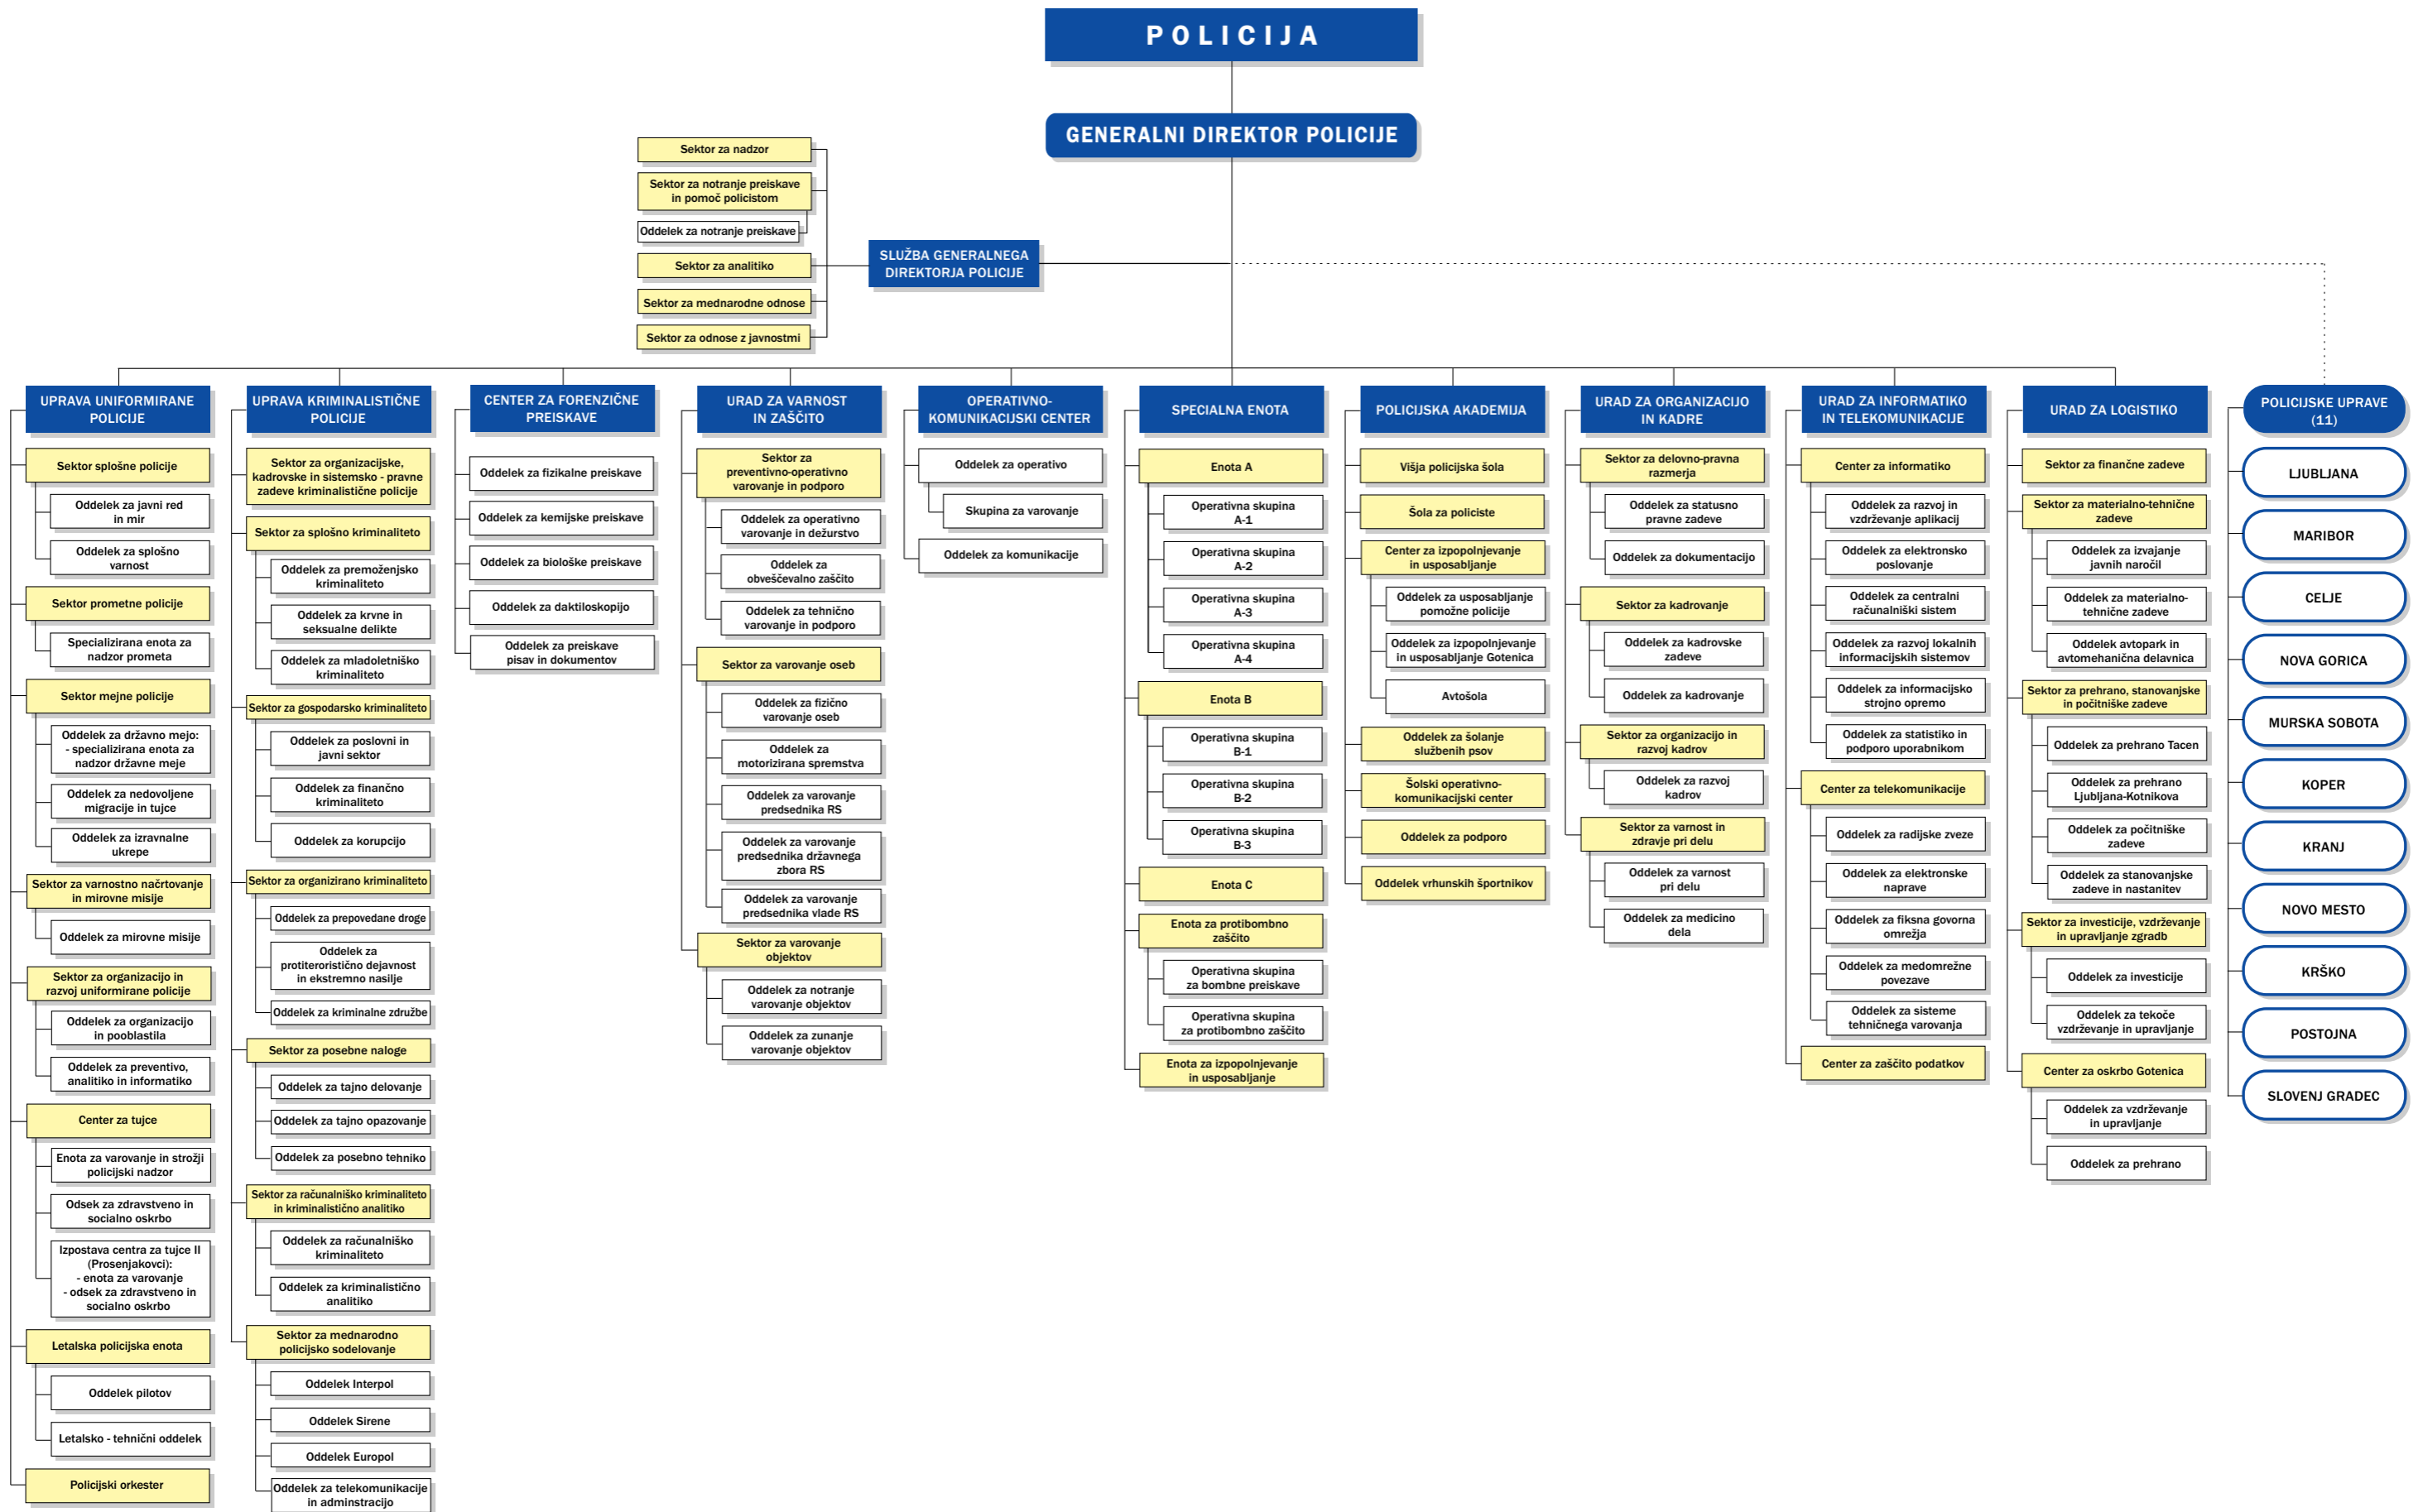 POLICIJA
GENERALNI DIREKTOR POLICIJE
Sektor za nadzor
Sektor za notranje preiskave
in pomoč policistom
Oddelek za notranje preiskave
Sektor za analitiko
Sektor za mednarodne odnose
Sektor za odnose z javnostmi
SLUŽBA GENERALNEGA
DIREKTORJA POLICIJE
UPRAVA UNIFORMIRANE
POLICIJE
Sektor splošne policije
Oddelek za javni red
in mir
Oddelek za splošno
varnost
Sektor prometne policije
Specializirana enota za
nadzor prometa
Sektor mejne policije
Oddelek za državno mejo:
- specializirana enota za
nadzor državne meje
Oddelek za nedovoljene
migracije in tujce
Oddelek za izravnalne
ukrepe
Sektor za varnostno načrtovanje
in mirovne misije
Oddelek za mirovne misije
Sektor za organizacijo in
razvoj uniformirane policije
Oddelek za organizacijo
in pooblastila
Oddelek za preventivo,
analitiko in informatiko
Center za tujce
Enota za varovanje in strožji
policijski nadzor
Odsek za zdravstveno in
socialno oskrbo
Izpostava centra za tujce II
(Prosenjakovci):
- enota za varovanje
- odsek za zdravstveno in
socialno oskrbo
Letalska policijska enota
Oddelek pilotov
Letalsko - tehnični oddelek
Policijski orkester
UPRAVA KRIMINALISTIČNE
POLICIJE
Sektor za organizacijske,
kadrovske in sistemsko - pravne
zadeve kriminalistične policije
Sektor za splošno kriminaliteto
Oddelek za premoženjsko
kriminaliteto
Oddelek za krvne in
seksualne delikte
Oddelek za mladoletniško
kriminaliteto
Sektor za gospodarsko kriminaliteto
Oddelek za poslovni in
javni sektor
Oddelek za finančno
kriminaliteto
Oddelek za korupcijo
Sektor za organizirano kriminaliteto
Oddelek za prepovedane droge
Oddelek za
protiteroristično dejavnost
in ekstremno nasilje
Oddelek za kriminalne združbe
Sektor za posebne naloge
Oddelek za tajno delovanje
Oddelek za tajno opazovanje
Oddelek za posebno tehniko
Sektor za računalniško kriminaliteto
in kriminalistično analitiko
Oddelek za računalniško
kriminaliteto
Oddelek za kriminalistično
analitiko
Sektor za mednarodno
policijsko sodelovanje
Oddelek Interpol
Oddelek Sirene
Oddelek Europol
Oddelek za telekomunikacije
in adminstracijo
CENTER ZA FORENZIČNE
PREISKAVE
Oddelek za fizikalne preiskave
Oddelek za kemijske preiskave
Oddelek za biološke preiskave
Oddelek za daktiloskopijo
Oddelek za preiskave
pisav in dokumentov
URAD ZA VARNOST
IN ZAŠČITO
Sektor za
preventivno-operativno
varovanje in podporo
Oddelek za operativno
varovanje in dežurstvo
Oddelek za
obveščevalno zaščito
Oddelek za tehnično
varovanje in podporo
Sektor za varovanje oseb
Oddelek za fizično
varovanje oseb
Oddelek za
motorizirana spremstva
Oddelek za varovanje
predsednika RS
Oddelek za varovanje
predsednika državnega
zbora RS
Oddelek za varovanje
predsednika vlade RS
Sektor za varovanje
objektov
Oddelek za notranje
varovanje objektov
Oddelek za zunanje
varovanje objektov
OPERATIVNO-
KOMUNIKACIJSKI CENTER
Oddelek za operativo
Skupina za varovanje
Oddelek za komunikacije
SPECIALNA ENOTA
Enota A
Operativna skupina
A-1
Operativna skupina
A-2
Operativna skupina
A-3
Operativna skupina
A-4
Enota B
Operativna skupina
B-1
Operativna skupina
B-2
Operativna skupina
B-3
Enota C
Enota za protibombno
zaščito
Operativna skupina
za bombne preiskave
Operativna skupina
za protibombno zaščito
Enota za izpopolnjevanje
in usposabljanje
POLICIJSKA AKADEMIJA
Višja policijska šola
Šola za policiste
Center za izpopolnjevanje
in usposabljanje
Oddelek za usposabljanje
pomožne policije
Oddelek za izpopolnjevanje
in usposabljanje Gotenica
Avtošola
Oddelek za šolanje
službenih psov
Šolski operativno-
komunikacijski center
Oddelek za podporo
Oddelek vrhunskih športnikov
URAD ZA ORGANIZACIJO
IN KADRE
Sektor za delovno-pravna
razmerja
Oddelek za statusno
pravne zadeve
Oddelek za dokumentacijo
Sektor za kadrovanje
Oddelek za kadrovske
zadeve
Oddelek za kadrovanje
Sektor za organizacijo in
razvoj kadrov
Oddelek za razvoj
kadrov
Sektor za varnost in
zdravje pri delu
Oddelek za varnost
pri delu
Oddelek za medicino
dela
URAD ZA INFORMATIKO
IN TELEKOMUNIKACIJE
Center za informatiko
Oddelek za razvoj in
vzdrževanje aplikacij
Oddelek za elektronsko
poslovanje
Oddelek za centralni
računalniški sistem
Oddelek za razvoj lokalnih
informacijskih sistemov
Oddelek za informacijsko
strojno opremo
Oddelek za statistiko in
podporo uporabnikom
Center za telekomunikacije
Oddelek za radijske zveze
Oddelek za elektronske
naprave
Oddelek za fiksna govorna
omrežja
Oddelek za medomrežne
povezave
Oddelek za sisteme
tehničnega varovanja
Center za zaščito podatkov
URAD ZA LOGISTIKO
Sektor za finančne zadeve
Sektor za materialno-tehnične
zadeve
Oddelek za izvajanje
javnih naročil
Oddelek za materialno-
tehnične zadeve
Oddelek avtopark in
avtomehanična delavnica
Sektor za prehrano, stanovanjske
in počitniške zadeve
Oddelek za prehrano Tacen
Oddelek za prehrano
Ljubljana-Kotnikova
Oddelek za počitniške
zadeve
Oddelek za stanovanjske
zadeve in nastanitev
Sektor za investicije, vzdrževanje
in upravljanje zgradb
Oddelek za investicije
Oddelek za tekoče
vzdrževanje in upravljanje
Center za oskrbo Gotenica
Oddelek za vzdrževanje
in upravljanje
Oddelek za prehrano
POLICIJSKE UPRAVE
(11)
LJUBLJANA
MARIBOR
CELJE
NOVA GORICA
MURSKA SOBOTA
KOPER
KRANJ
NOVO MESTO
KRŠKO
POSTOJNA
SLOVENJ GRADEC